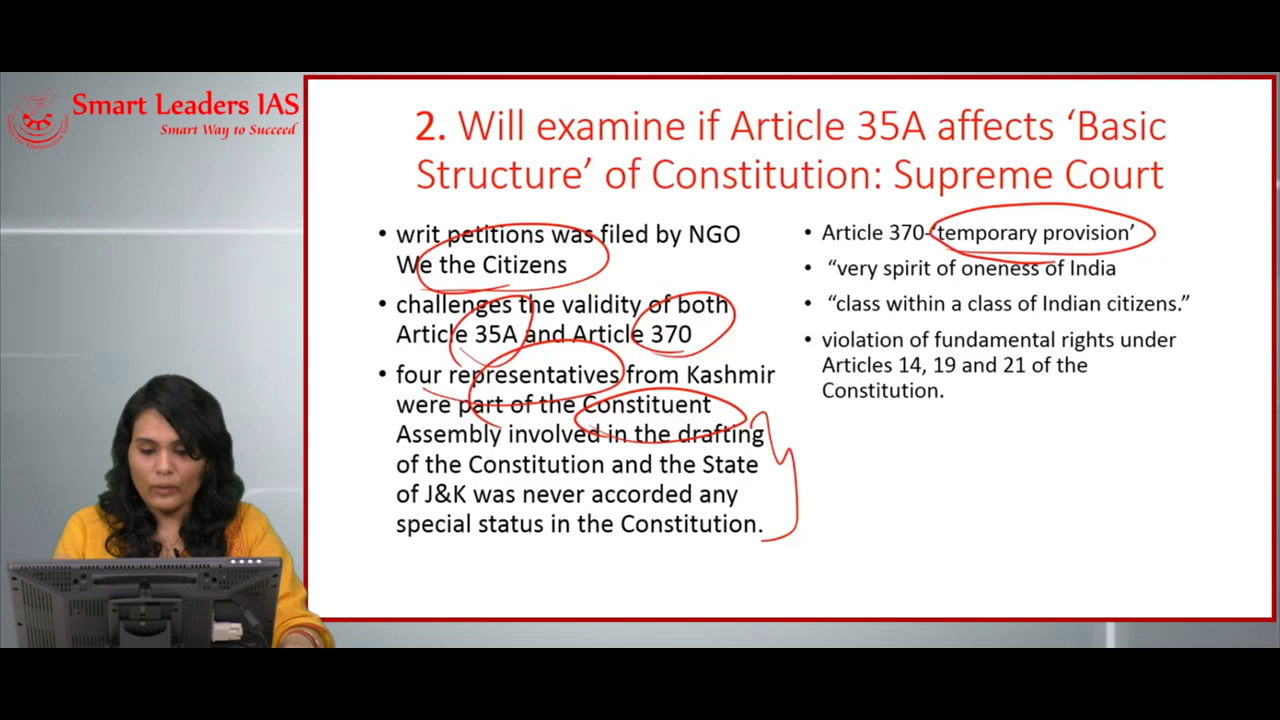 Smart Leaders IAS
Smart Way to Succeed
2. Will examine if Article 35A affects ‘Basic
Structure’ of Constitution: Supreme Court
• writ petitions was filed by NGO
We the Citizens
• challenges the validity of both
Article 35A and Article 370
• four representatives from Kashmir
were part of the Constituent
Assembly involved in the drafting
of the Constitution and the State
of J&K was never accorded any
special status in the Constitution.
• Article 370-‘temporary provision’
• “very spirit of oneness of India
• “class within a class of Indian citizens.”
• violation of fundamental rights under
Articles 14, 19 and 21 of the
Constitution.